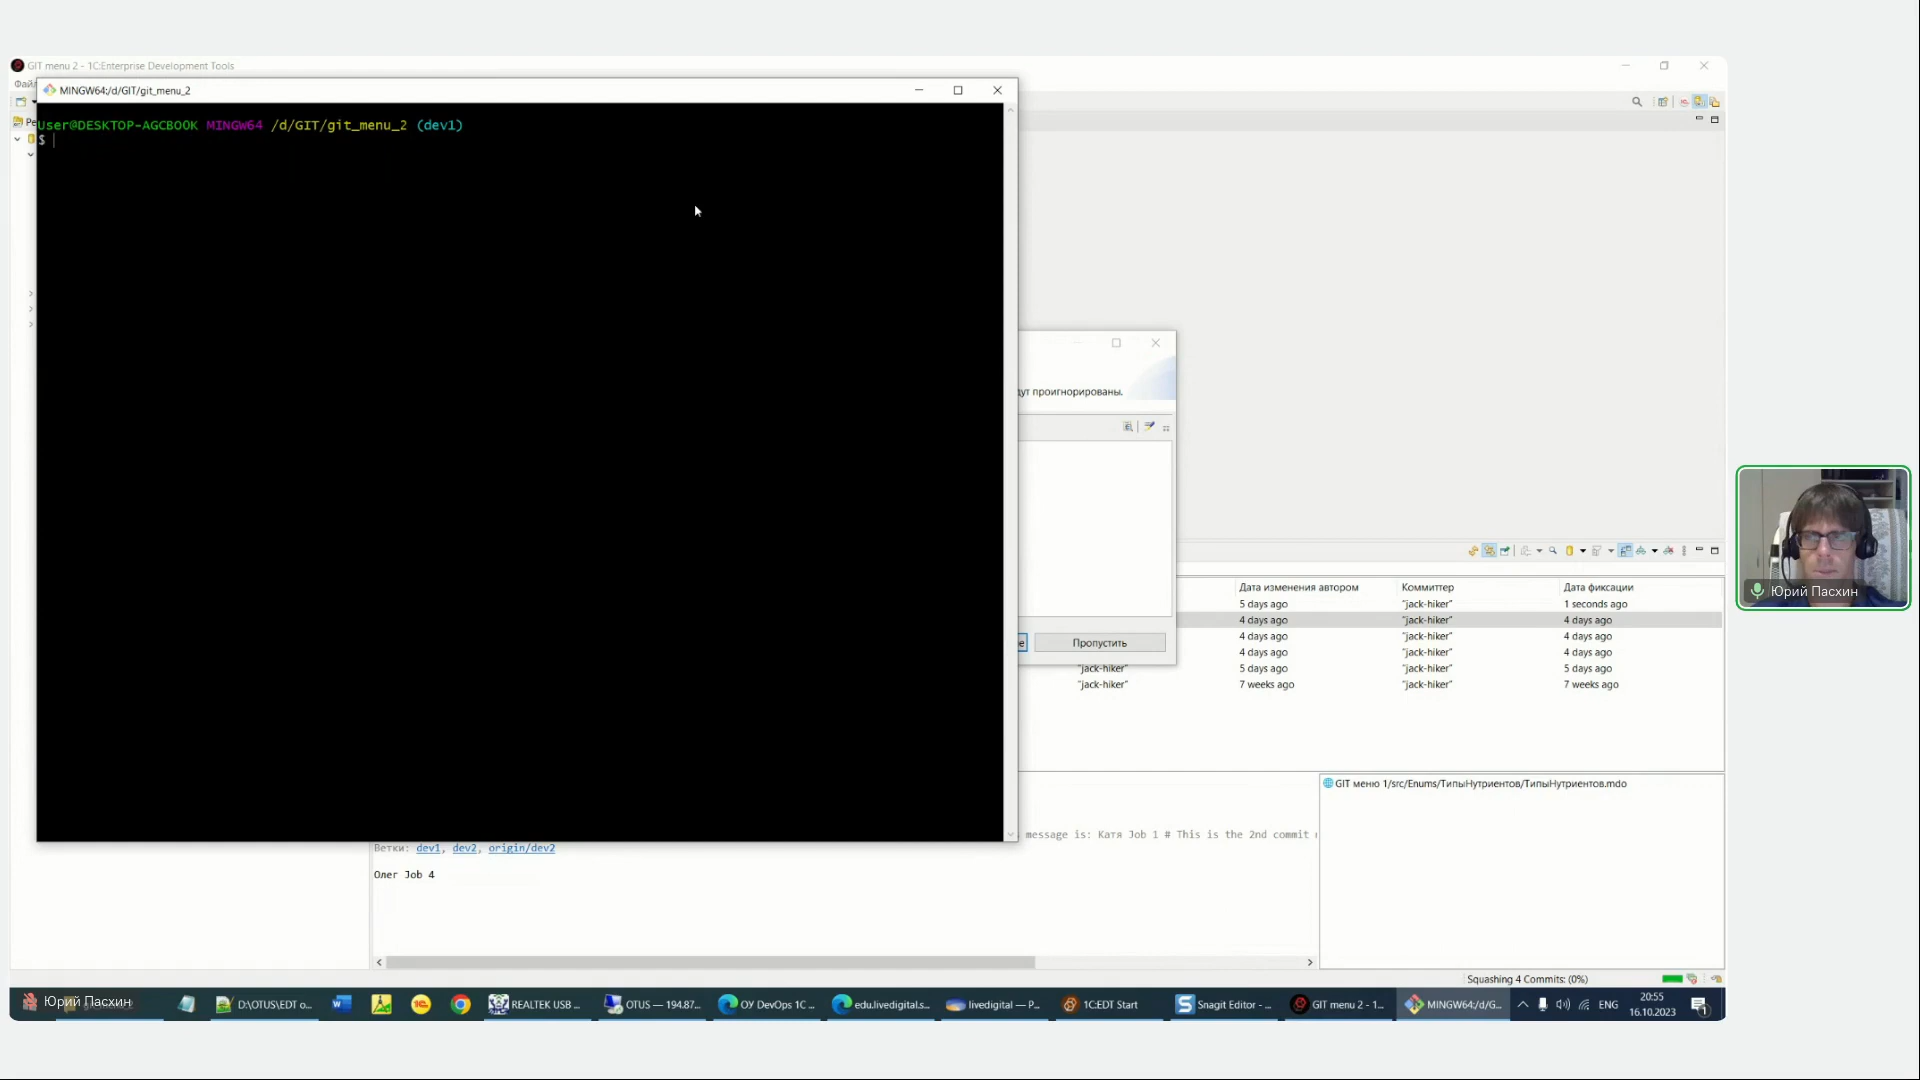 GIT menu 2 - 1C:Enterprise Development Tools
Файл
MINGW64:/d/GIT/git_menu_2
User@DESKTOP-AGCBOOK MINGW64 /d/GIT/git_menu_2 (dev1)
$
дут проигнорированы.
Пропустить
Дата изменения автором Коммиттер Дата фиксации
5 days ago "jack-hiker" 1 seconds ago
4 days ago "jack-hiker" 4 days ago
4 days ago "jack-hiker" 4 days ago
4 days ago "jack-hiker" 4 days ago
"jack-hiker" 5 days ago "jack-hiker" 5 days ago
"jack-hiker" 7 weeks ago "jack-hiker" 7 weeks ago
Юрий Пасхин
GIT меню 1/src/Enums/ТипыНутриентов/ТипыНутриентов.mdo
message is: Катя Job 1 # This is the 2nd commit
Ветки: dev1, dev2, origin/dev2
Олег Job 4
Squashing 4 Commits: (0%)
Юрий Пасхин
D:\OTUS\EDT о...
REALTEK USB ...
OTUS — 194.87...
ОУ DevOps 1C ...
edu.livedigital.s...
livedigital — P...
1C:EDT Start
Snagit Editor - ...
GIT menu 2 - 1...
MINGW64:/d/G...
ENG
20:55
16.10.2023
1